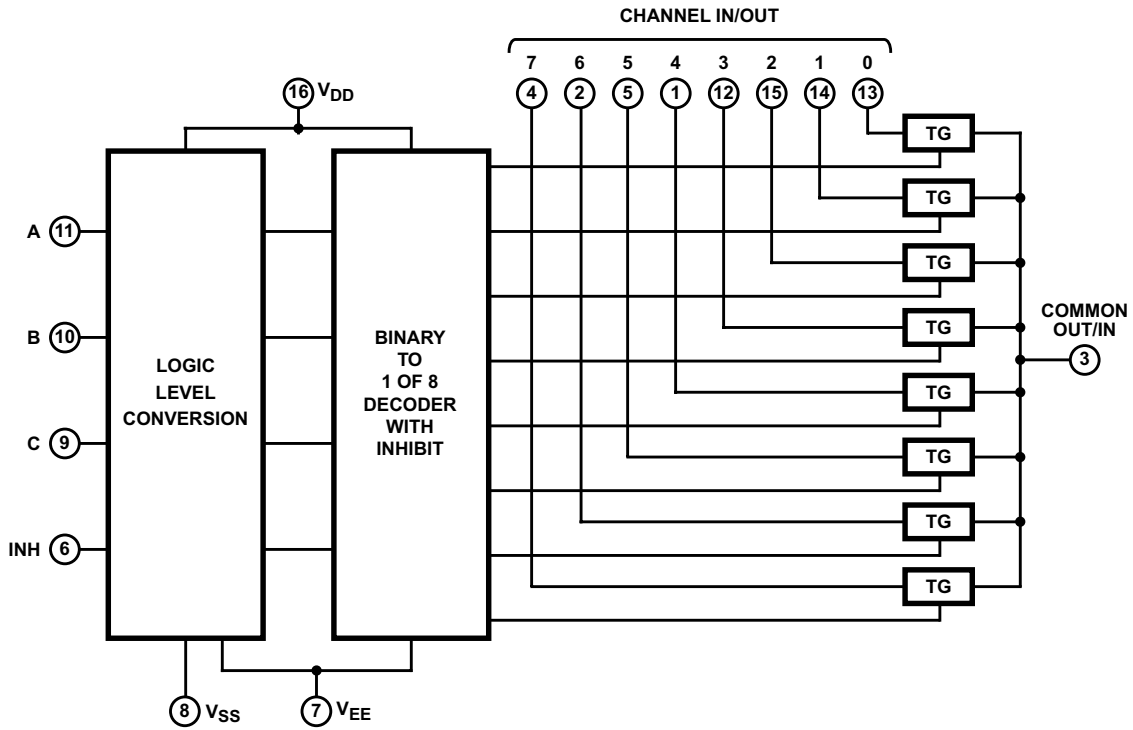 CHANNEL IN/OUT
7 6 5 4 3 2 1 0
4 2 5 1 12 15 14 13
16 VDD
TG
TG
TG
TG
TG
TG
TG
TG
A 11
B 10
C 9
INH 6
LOGIC
LEVEL
CONVERSION
BINARY
TO
1 OF 8
DECODER
WITH
INHIBIT
COMMON
OUT/IN
3
8 VSS
7 VEE